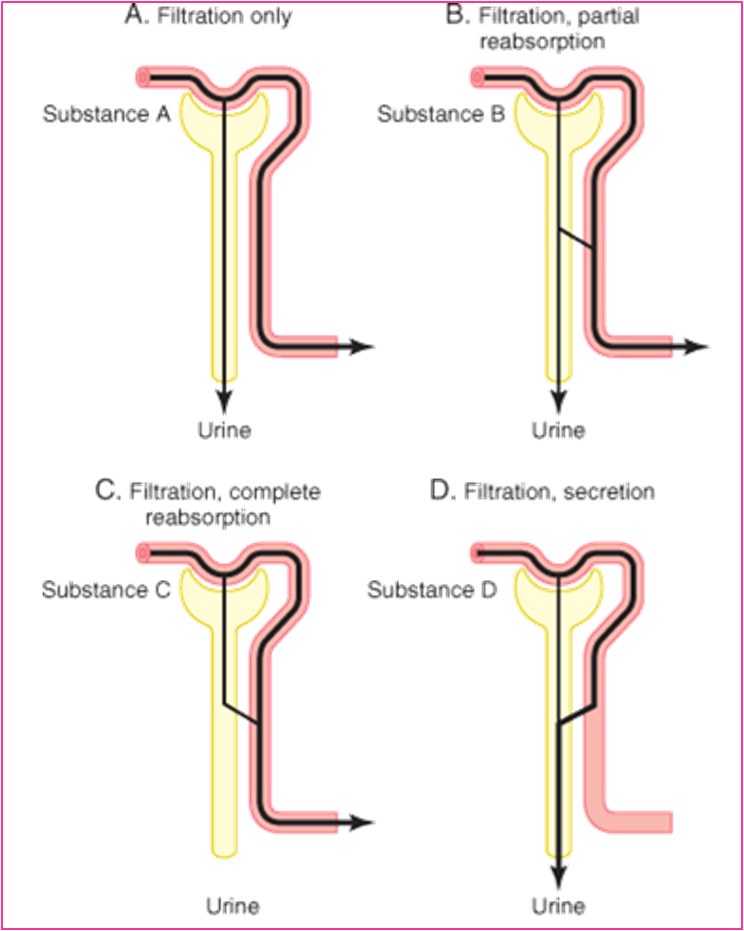 A. Filtration only
B. Filtration, partial
reabsorption
Substance A
Substance B
Urine
Urine
C. Filtration, complete
reabsorption
D. Filtration, secretion
Substance C
Substance D
Urine
Urine